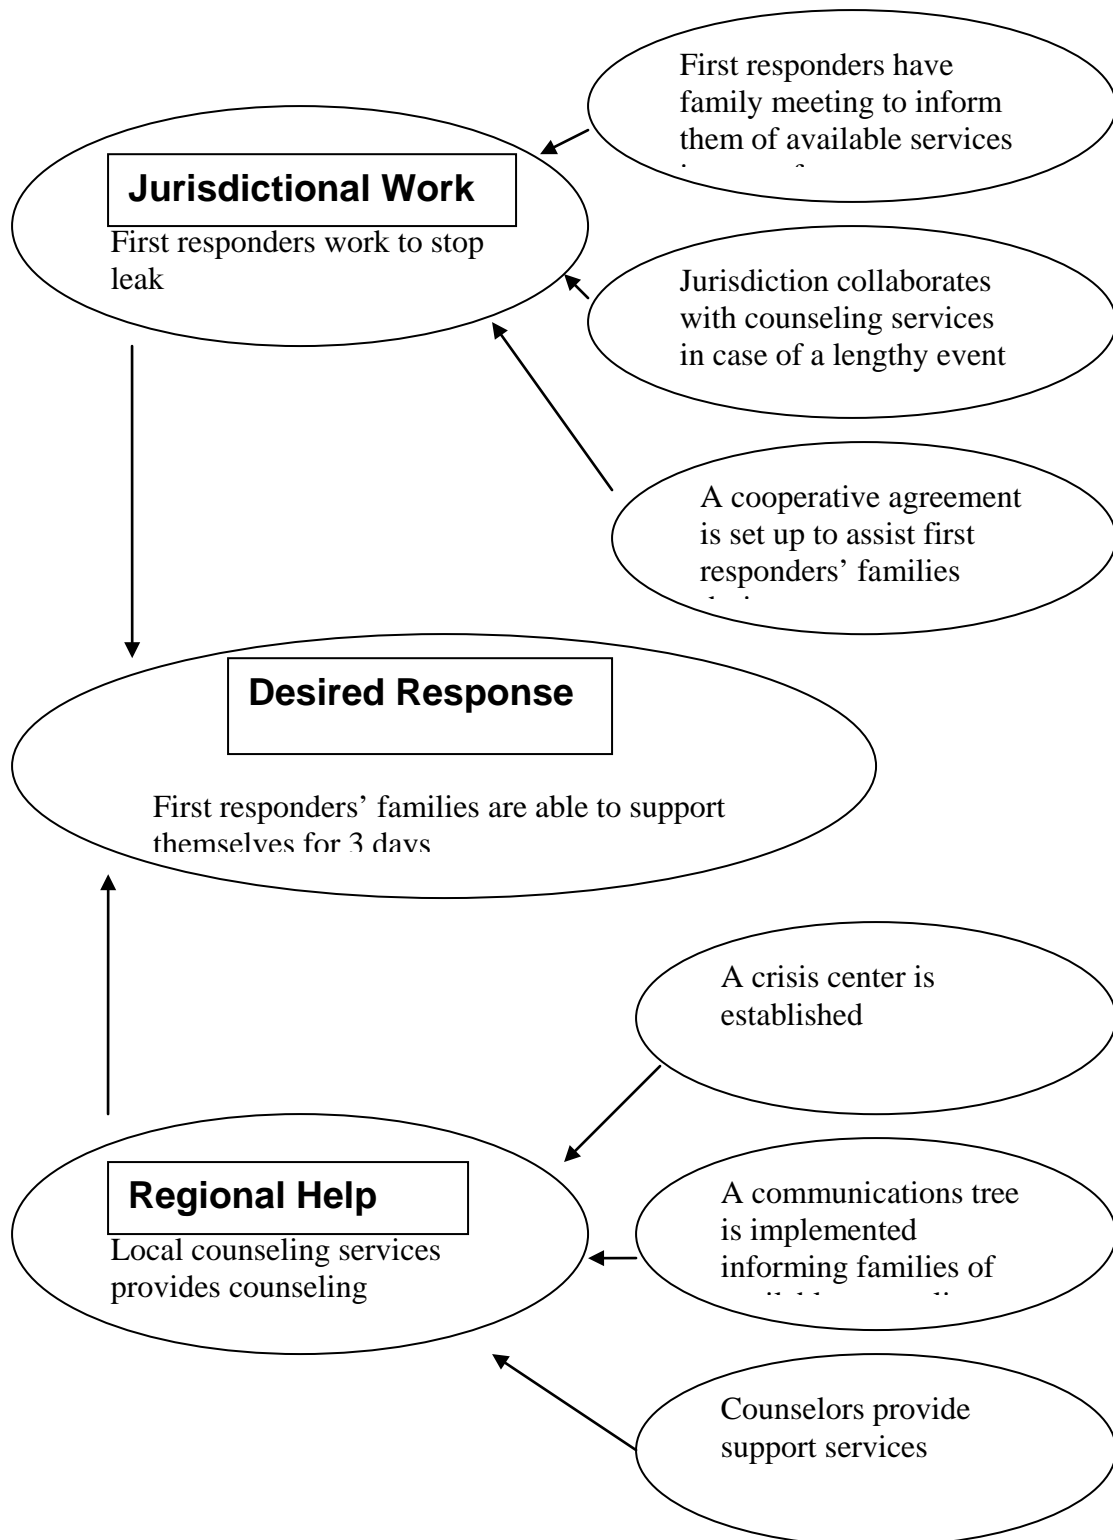 First responders have
family meeting to inform
them of available services
Jurisdictional Work
First responders work to stop
leak
Jurisdiction collaborates
with counseling services
in case of a lengthy event
A cooperative agreement
is set up to assist first
responders’ families
Desired Response
First responders’ families are able to support
themselves for 3 days
A crisis center is
established
Regional Help
Local counseling services
provides counseling
A communications tree
is implemented
informing families of
Counselors provide
support services